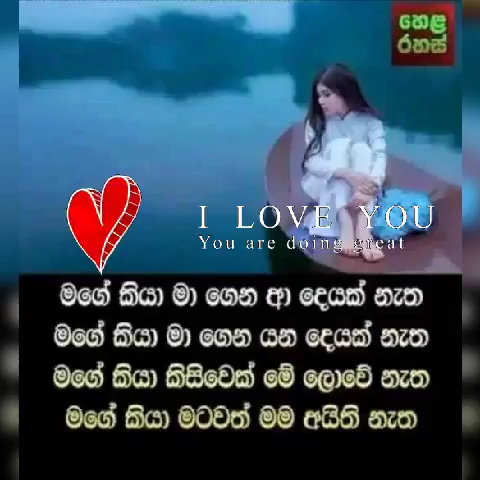 හෙළ
රහස්
I LOVE YOU
You are doing great
මගේ කියා මා ගෙන ආ දෙයක් නැත
මගේ කියා මා ගෙන යන දෙයක් නැත
මගේ කියා කිසිවෙක් මේ ලොවේ නැත
මගේ කියා මටවත් මම අයිති නැත